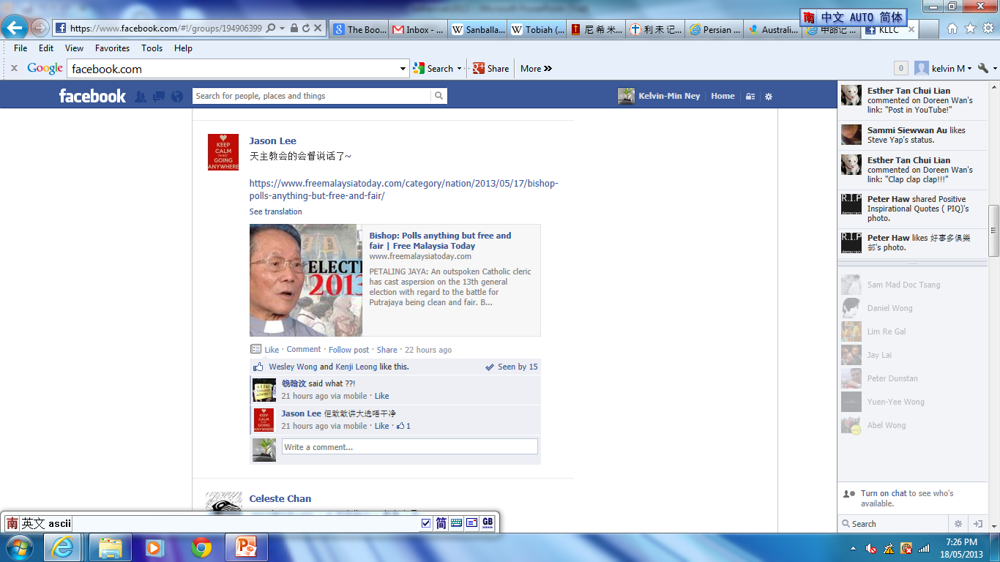 Microsoft PowerPoint
南 中文 AUTO 简体
https://www.facebook.com/#!/groups/194906399
The Boo...
Inbox - ...
Sanballa...
Tobiah (...
尼 希 米...
利 未 记...
Persian ...
Australi...
申命记 ...
KLLC
File Edit View Favorites Tools Help
Google
facebook.com
Search
Share
More
0
kelvin M
facebook
Search for people, places and things
Kelvin-Min Ney
Home
KEEP
CALM
I'M NOT
GOING
ANYWHERE
Jason Lee
天主教会的会督说话了~
https://www.freemalaysiatoday.com/category/nation/2013/05/17/bishop-
polls-anything-but-free-and-fair/
See translation
ELECTI
2013
Bishop: Polls anything but free and
fair | Free Malaysia Today
www.freemalaysiatoday.com
PETALING JAYA: An outspoken Catholic cleric
has cast aspersion on the 13th general
election with regard to the battle for
Putrajaya being clean and fair. B...
Like · Comment · Follow post · Share · 22 hours ago
Wesley Wong and Kenji Leong like this.
Seen by 15
钱翰汶 said what ??!
21 hours ago via mobile · Like
Jason Lee 佢敢敢讲大选唔干净
21 hours ago via mobile · Like · 1
Write a comment...
Celeste Chan
Esther Tan Chui Lian
commented on Doreen Wan's
link: "Post in YouTube!"
Sammi Siewwan Au likes
Steve Yap's status.
Esther Tan Chui Lian
commented on Doreen Wan's
link: "Clap clap clap!!!"
R.I.P
democracy
Peter Haw shared Positive
Inspirational Quotes ( PIQ)'s
photo.
R.I.P
democracy
Peter Haw likes 好事多俱樂
部's photo.
Sam Mad Doc Tsang
Daniel Wong
Lim Re Gal
Jay Lai
Peter Dunstan
Yuen-Yee Wong
Abel Wong
Turn on chat to see who's
available.
Search
南 英文 ascii
简
GB
7:26 PM
18/05/2013